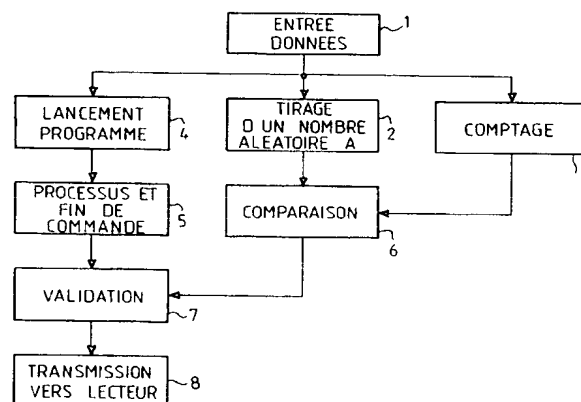 ENTREE
DONNEES
1
LANCEMENT
PROGRAMME
4
TIRAGE
D UN NOMBRE
ALEATOIRE A
2
COMPTAGE
PROCESSUS ET
FIN DE
COMMANDE
5
COMPARAISON
6
VALIDATION
7
TRANSMISSION
VERS LECTEUR
8